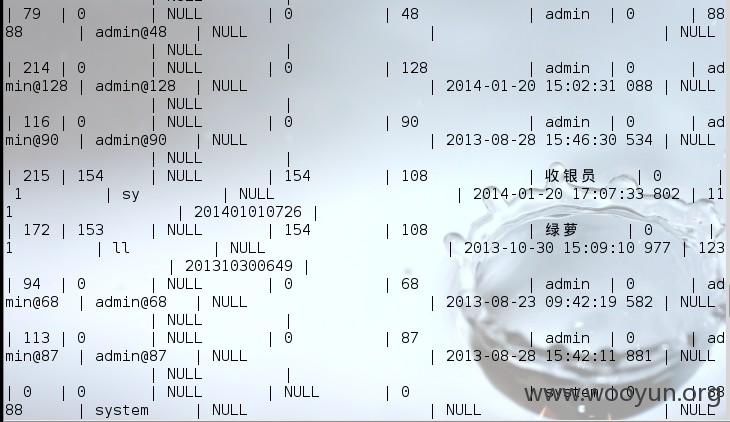 | 79 | 0 | NULL | 0 | 48 | admin | 0 | 88
88 | admin@48 | NULL | | NULL
| NULL |
| 214 | 0 | NULL | 0 | 128 | admin | 0 | ad
min@128 | admin@128 | NULL | 2014-01-20 15:02:31 088 | NULL
| NULL |
| 116 | 0 | NULL | 0 | 90 | admin | 0 | ad
min@90 | admin@90 | NULL | 2013-08-28 15:46:30 534 | NULL
| NULL |
| 215 | 154 | NULL | 154 | 108 | 收银员 | 0 |
1 | sy | NULL | 2014-01-20 17:07:33 802 | 11
1 | 201401010726 |
| 172 | 153 | NULL | 154 | 108 | 绿萝 | 0 |
1 | ll | NULL | 2013-10-30 15:09:10 977 | 123
| 201310300649 |
| 94 | 0 | NULL | 0 | 68 | admin | 0 | ad
min@68 | admin@68 | NULL | 2013-08-23 09:42:19 582 | NULL
| NULL |
| 113 | 0 | NULL | 0 | 87 | admin | 0 | ad
min@87 | admin@87 | NULL | 2013-08-28 15:42:11 881 | NULL
| NULL |
| 0 | 0 | NULL | NULL | 0 | system | 0 | 88
88 | system | NULL | NULL | NULL
www.wooyun.org